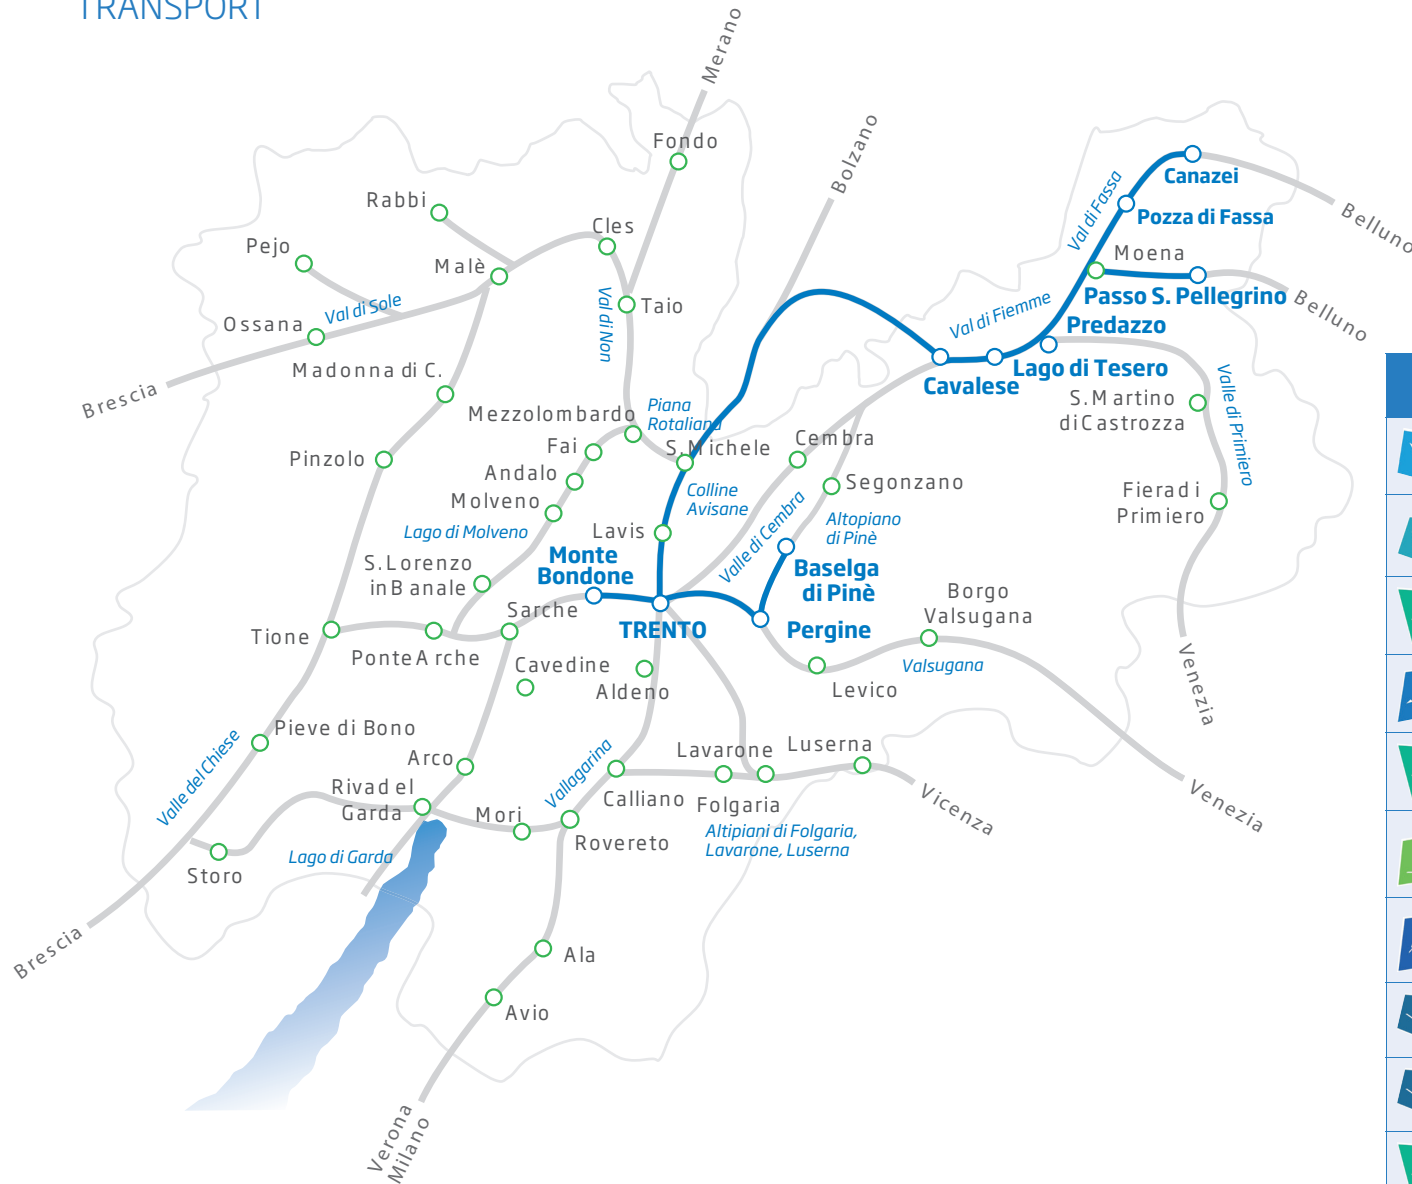 TRANSPORT
Merano
Bolzano
Fondo
Rabbi
Cles
Pejo
Malè
Taio
Val di Non
Val di Sole
Ossana
Brescia
Madonna di C.
Pinzolo
Mezzolombardo
Piana
Rotaliana
Fai
S.Michele
Andalo
Molveno
Colline
Avisane
Lago di Molveno
Lavis
S.Lorenzo
in Banale
Monte
Bondone
Sarche
TRENTO
Tione
Ponte Arche
Cavedine
Aldeno
Canazei
Val di Fassa
Pozza di Fassa
Belluno
Moena
Passo S. Pellegrino
Belluno
Val di Fiemme
Predazzo
Lago di Tesero
Cavalese
S.Martino
di Castrozza
Valle di Primiero
Fiera di
Primiero
Venezia
Cembra
Segonzano
Valle di Cembra
Altopiano
di Pinè
Baselga
di Pinè
Pergine
Borgo
Valsugana
Valsugana
Levico
Venezia
Pieve di Bono
Valle del Chiese
Arco
Riva del
Garda
Mori
Vallagarina
Calliano
Lavarone
Folgaria
Luserna
Vicenza
Altipiani di Folgaria,
Lavarone, Luserna
Rovereto
Lago di Garda
Storo
Brescia
Ala
Avio
Verona
Milano